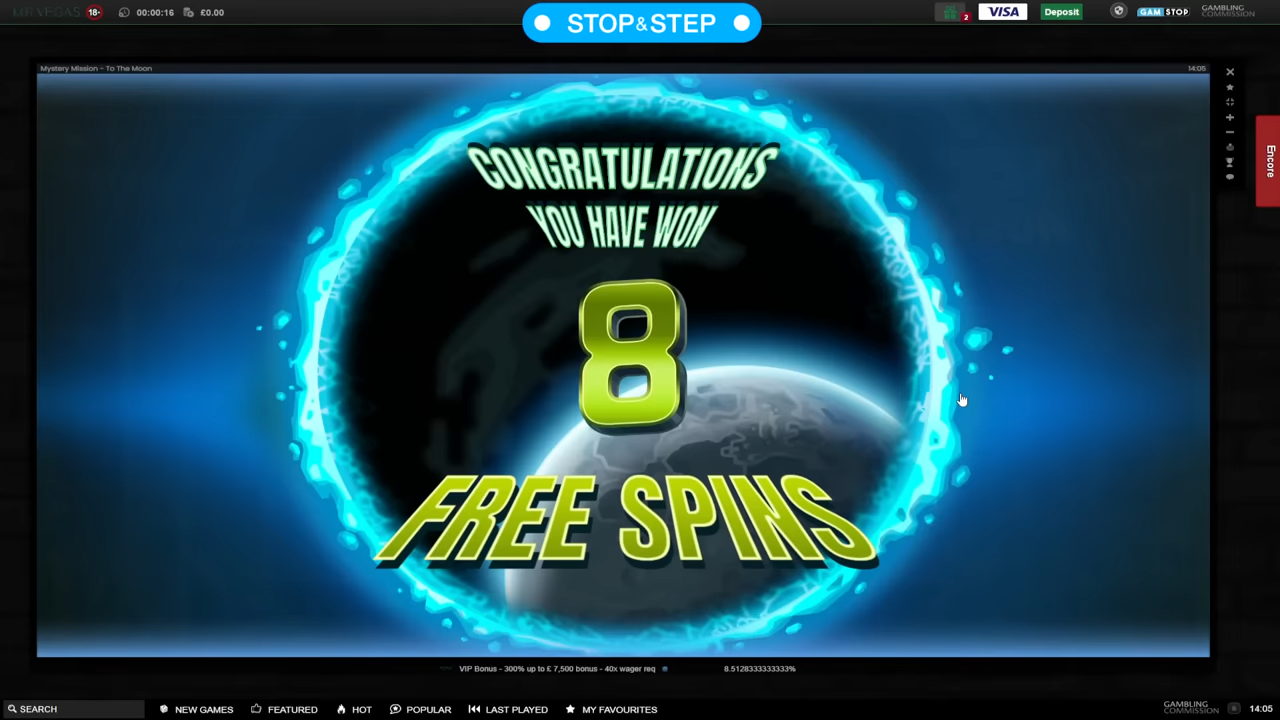 18+
00:00:16
£0.00
STOP&STEP
2
VISA
Deposit
GAMSTOP
GAMBLING
COMMISSION
Mystery Mission - To The Moon
14:05
Encore
CONGRATULATIONS
YOU HAVE WON
8
FREE SPINS
VIP Bonus - 300% up to £ 7,500 bonus - 40x wager req
8.5128333333333%
SEARCH
NEW GAMES
FEATURED
HOT
POPULAR
LAST PLAYED
MY FAVOURITES
GAMBLING
COMMISSION
14:05